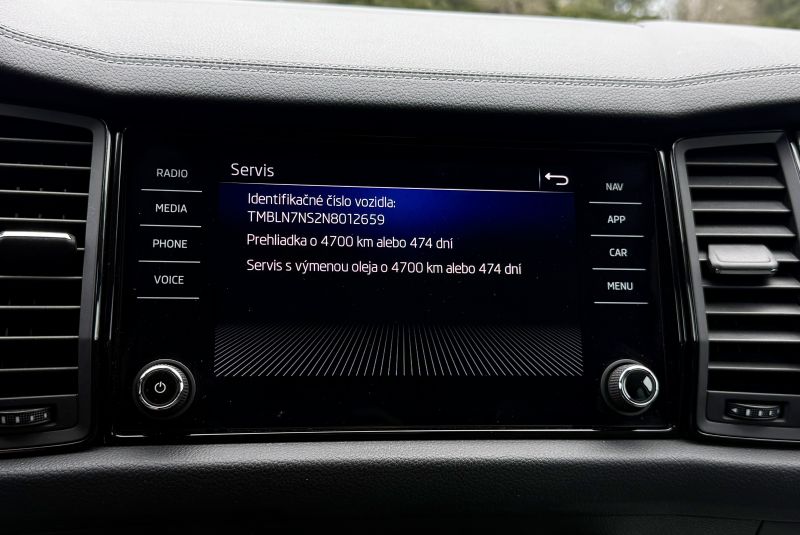 Servis
RADIO
MEDIA
PHONE
VOICE
Identifikačné číslo vozidla:
TMBLN7NS2N8012659
Prehliadka o 4700 km alebo 474 dní
Servis s výmenou oleja o 4700 km alebo 474 dní
NAV
APP
CAR
MENU